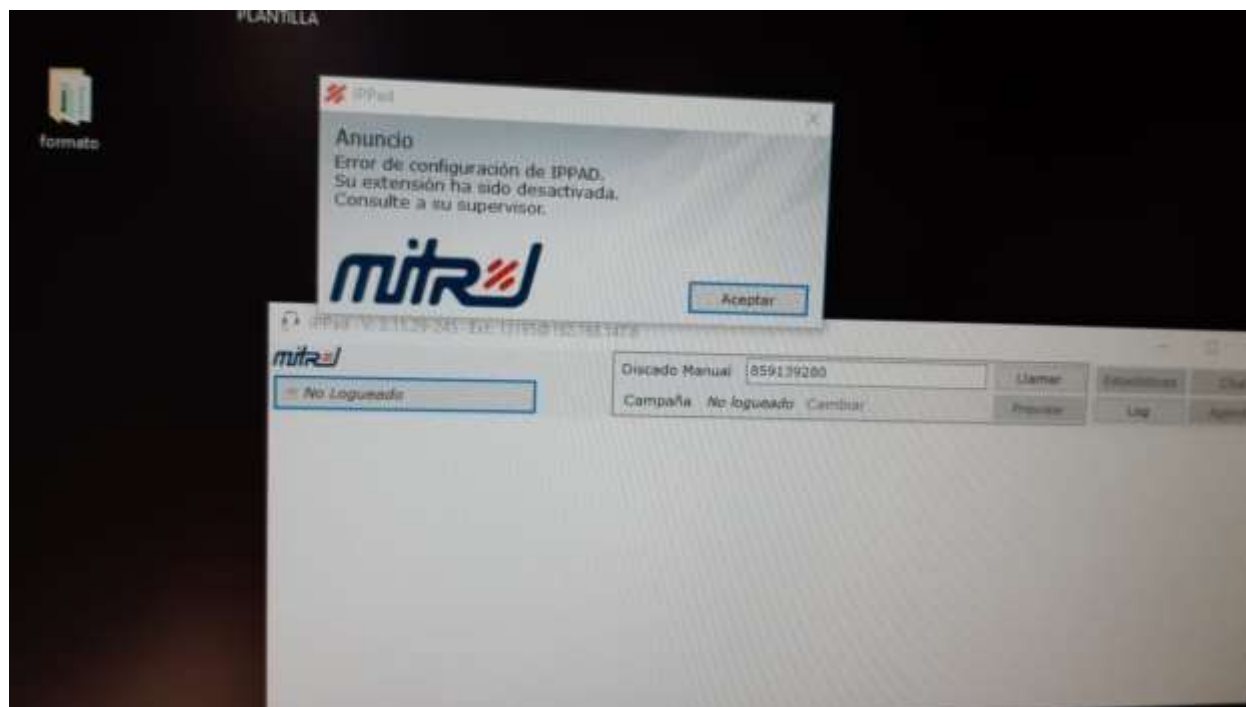 PLANTILLA
formato
IPPad
Anuncio
Error de configuración de IPPAD.
Su extensión ha sido desactivada.
Consulte a su supervisor.
mitrol
Aceptar
mitrol
No Logueado
Discado Manual 859139280
Llamar
Campaña No logueado Cambiar
Preview
Log